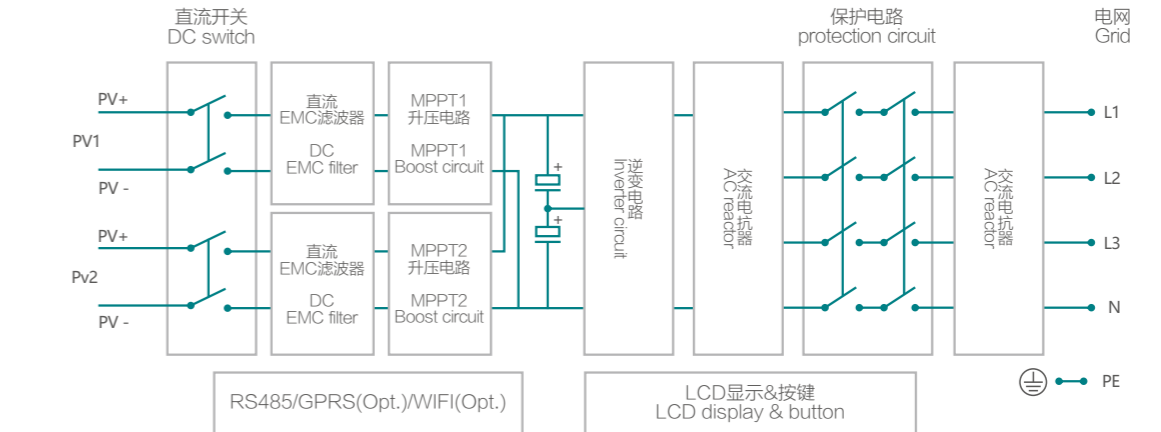 直流开关
DC switch
保护电路
protection circuit
电网
Grid
PV+
PV1
PV -
PV+
Pv2
PV -
直流
EMC滤波器
DC
EMC filter
MPPT1
升压电路
MPPT1
Boost circuit
直流
EMC滤波器
DC
EMC filter
MPPT2
升压电路
MPPT2
Boost circuit
+
+
逆变电路
Inverter circuit
交流电抗器
AC reactor
交流电抗器
AC reactor
L1
L2
L3
N
PE
RS485/GPRS(Opt.)/WIFI(Opt.)
LCD显示&按键
LCD display & button